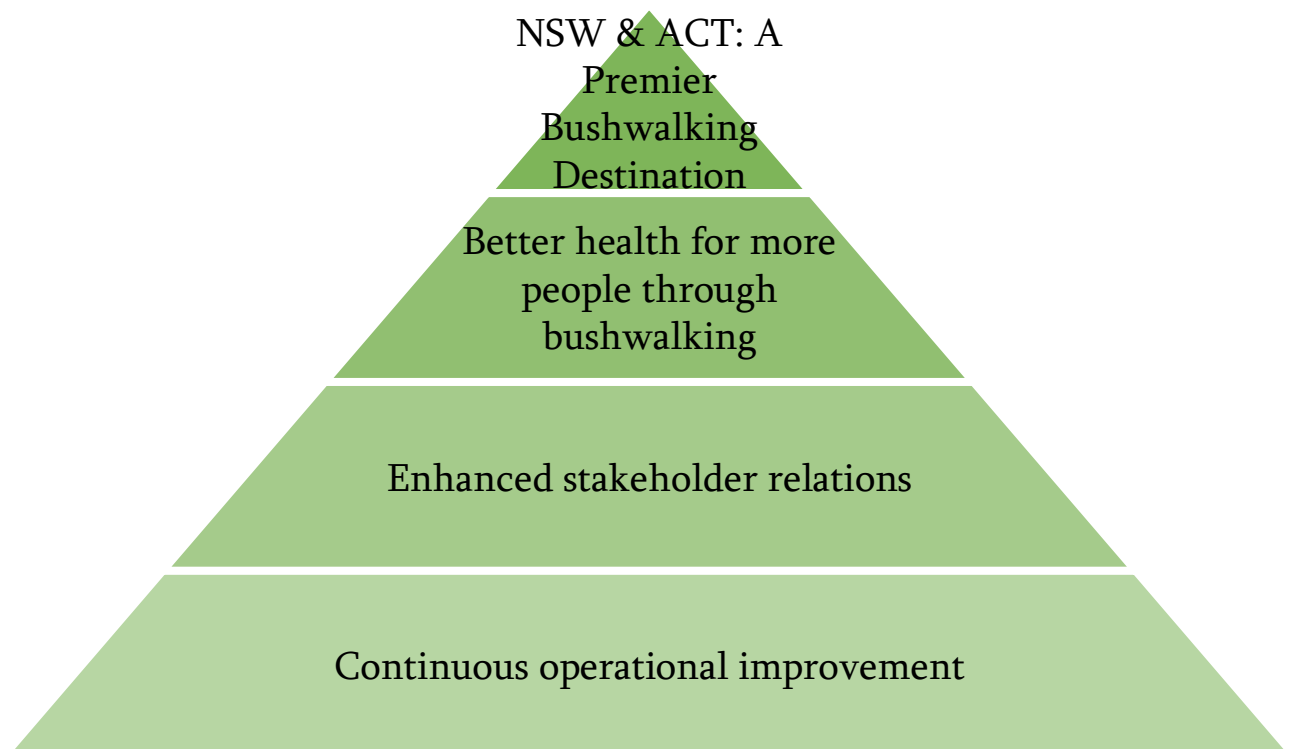 NSW & ACT: A
Premier
Bushwalking
Destination
Better health for more
people through
bushwalking
Enhanced stakeholder relations
Continuous operational improvement